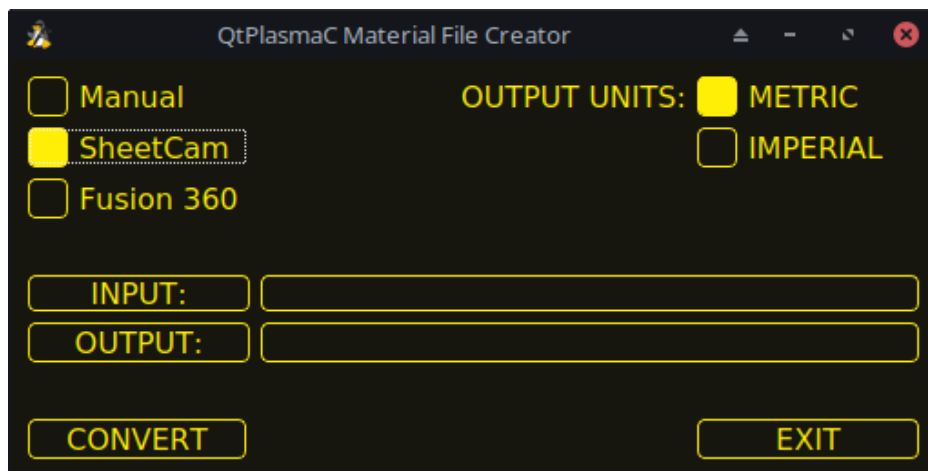 QtPlasmaC Material File Creator
Manual
OUTPUT UNITS:
METRIC
SheetCam
IMPERIAL
Fusion 360
INPUT:
OUTPUT:
CONVERT
EXIT